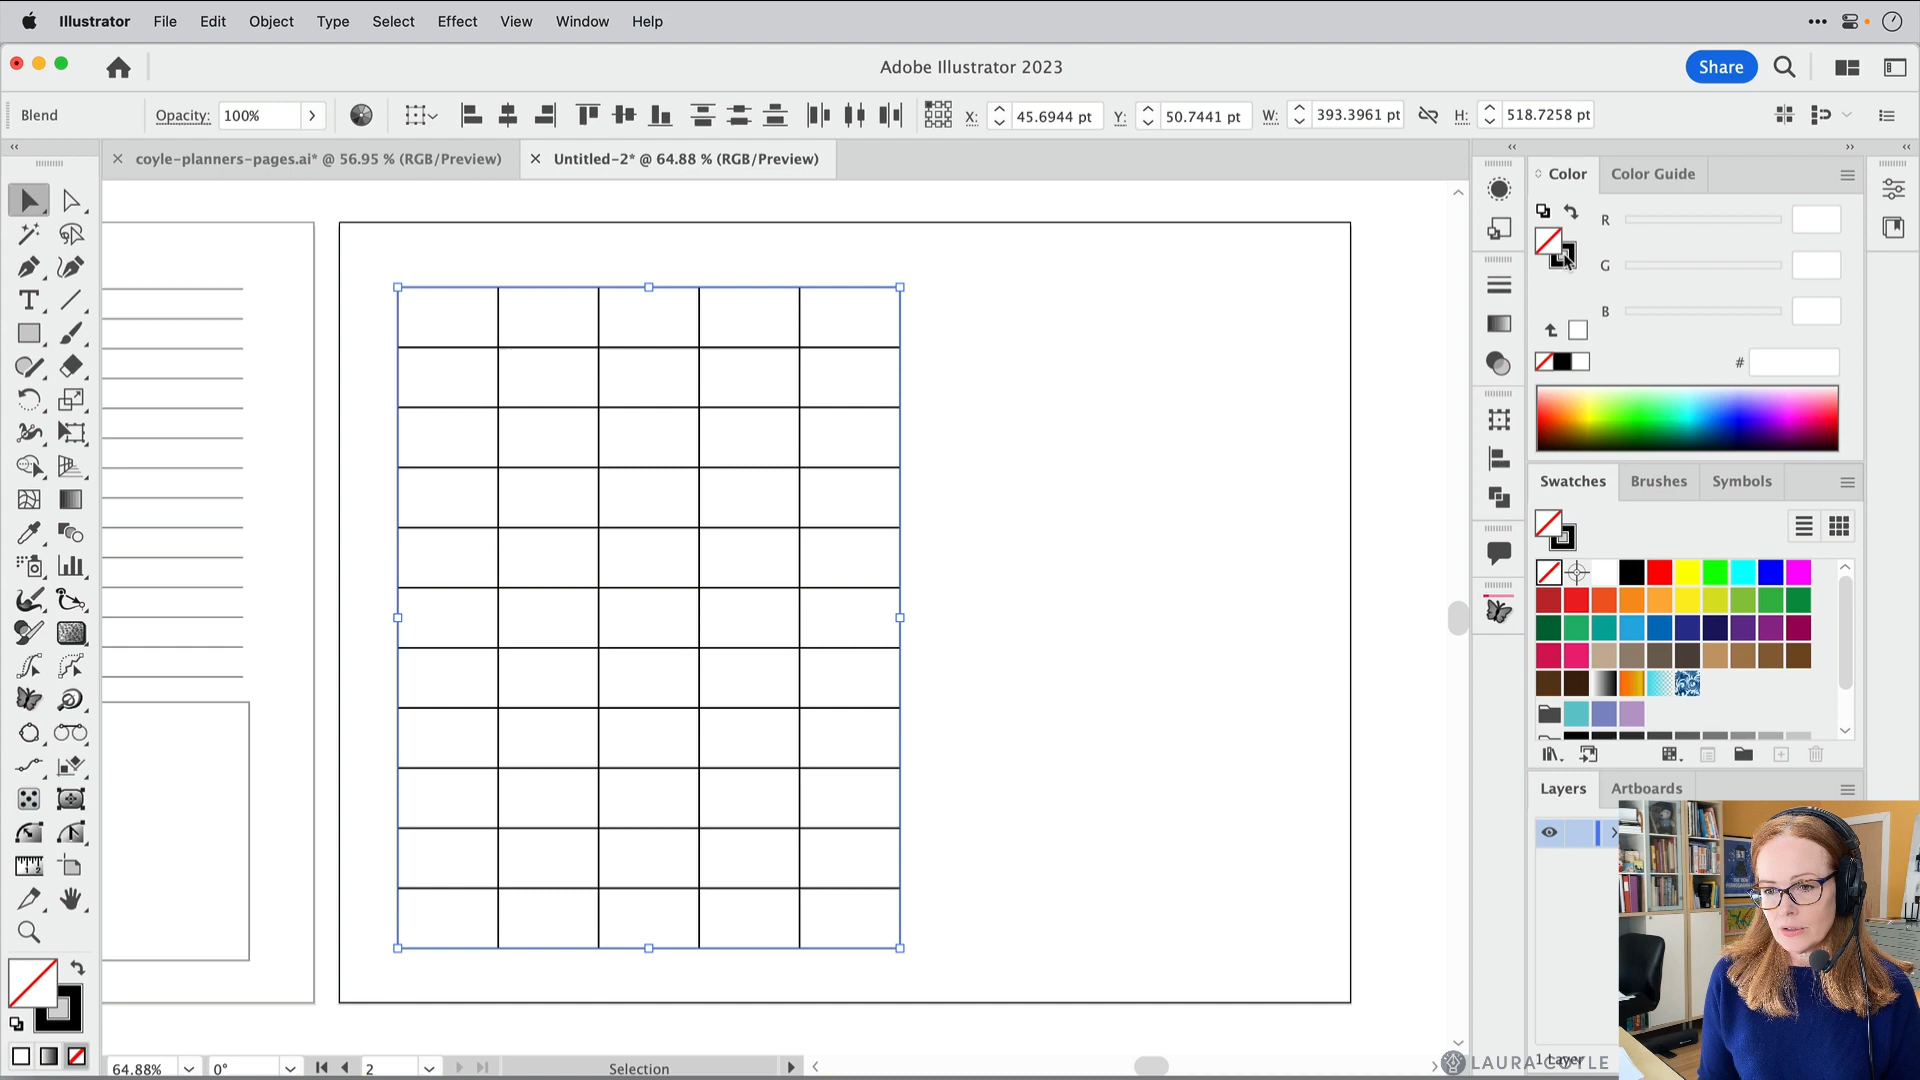 Illustrator File Edit Object Type Select Effect View Window Help
Adobe Illustrator 2023
Share
Blend
Opacity: 100%
X: 45.6944 pt
Y: 50.7441 pt
W: 393.3961 pt
H: 518.7258 pt
coyle-planners-pages.ai* @ 56.95 % (RGB/Preview)
Untitled-2* @ 64.88 % (RGB/Preview)
Color
Color Guide
R
G
B
#
Swatches
Brushes
Symbols
Layers
Artboards
1 Layer
64.88%
0°
2
Selection
LAURA COYLE